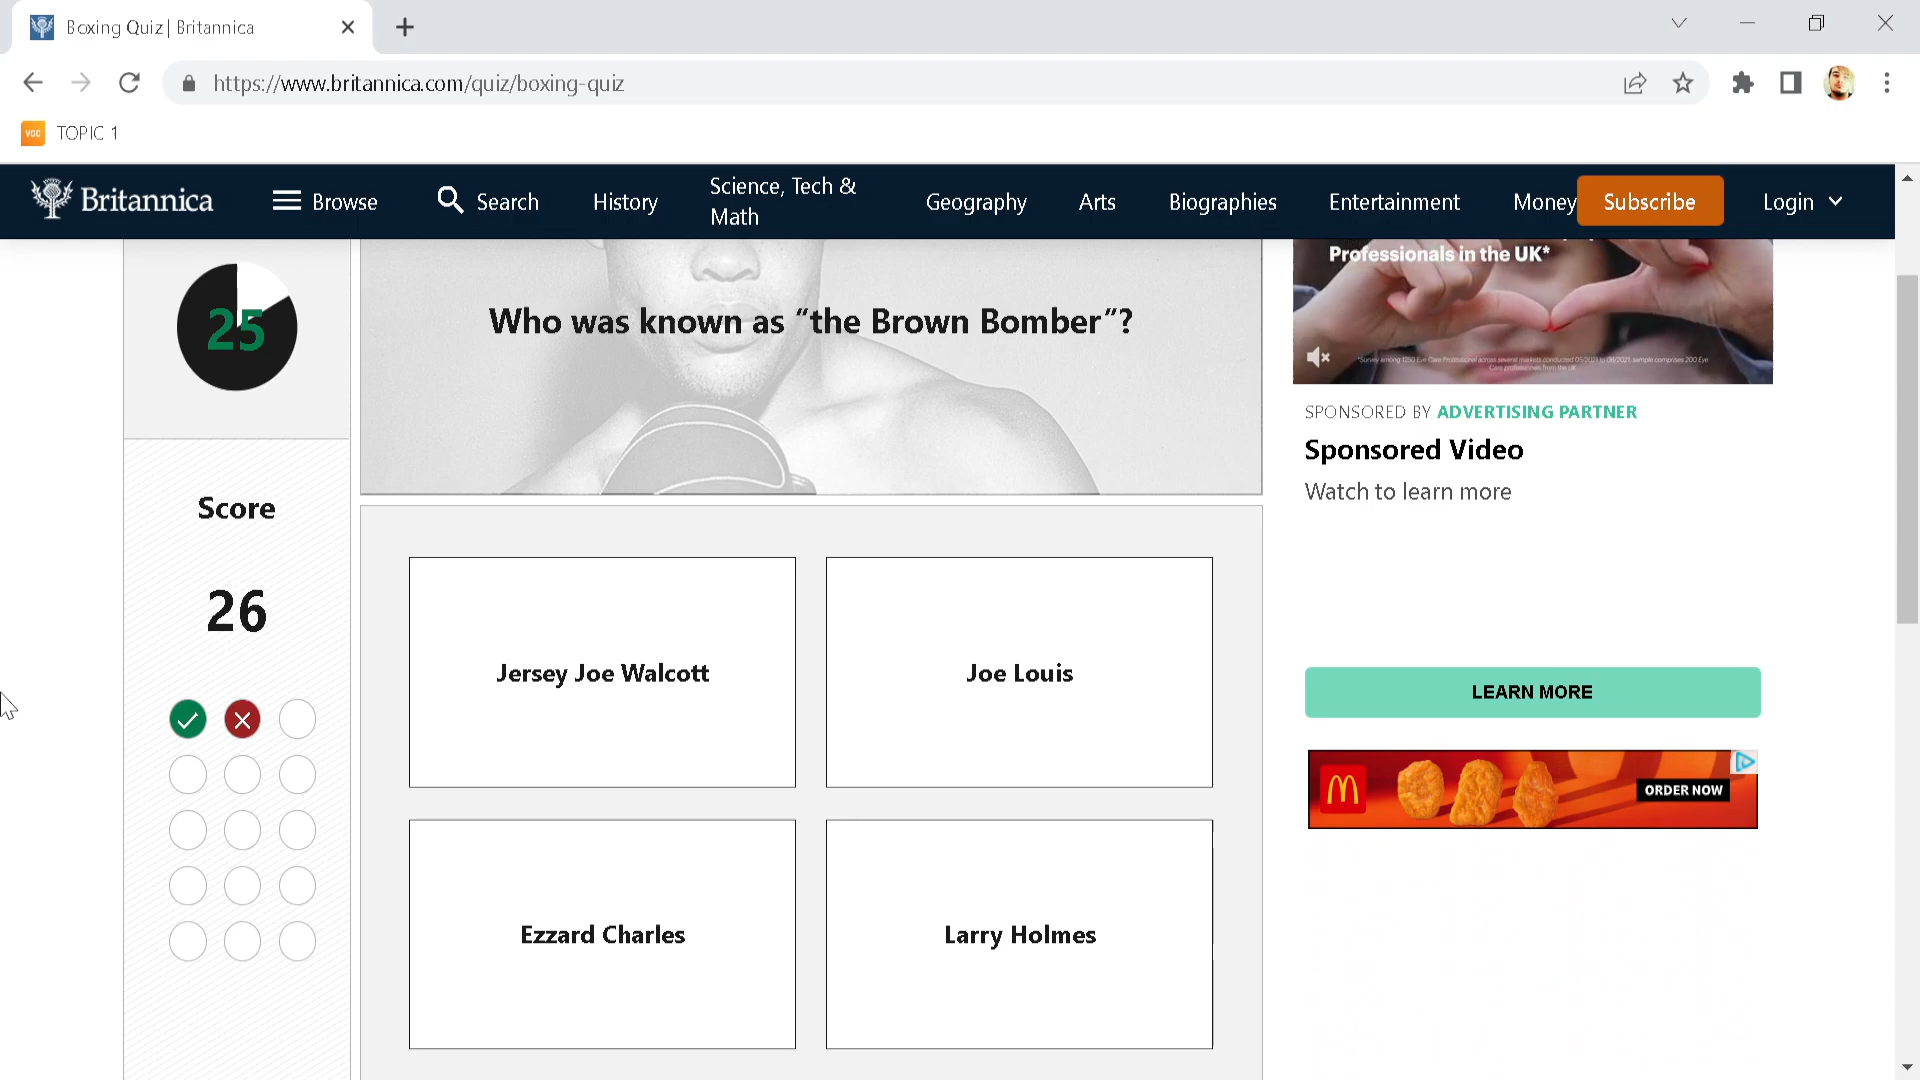 Boxing Quiz | Britannica
https://www.britannica.com/quiz/boxing-quiz
VGC TOPIC 1
Britannica
Browse
Search
History
Science, Tech &
Math
Geography
Arts
Biographies
Entertainment
Money
Subscribe
Login
25
Score
26
Who was known as “the Brown Bomber”?
Jersey Joe Walcott
Joe Louis
Ezzard Charles
Larry Holmes
Professionals in the UK*
SPONSORED BY ADVERTISING PARTNER
Sponsored Video
Watch to learn more
LEARN MORE
ORDER NOW